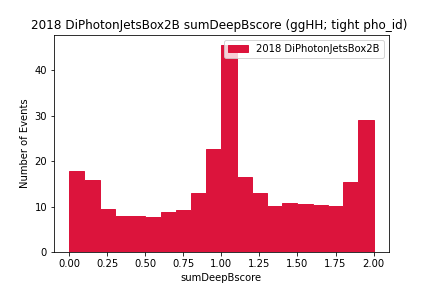 2018 DiPhotonJetsBox2B sumDeepBscore (ggHH; tight pho_id)
2018 DiPhotonJetsBox2B
Number of Events
40
30
20
10
0
0.00 0.25 0.50 0.75 1.00 1.25 1.50 1.75 2.00
sumDeepBscore